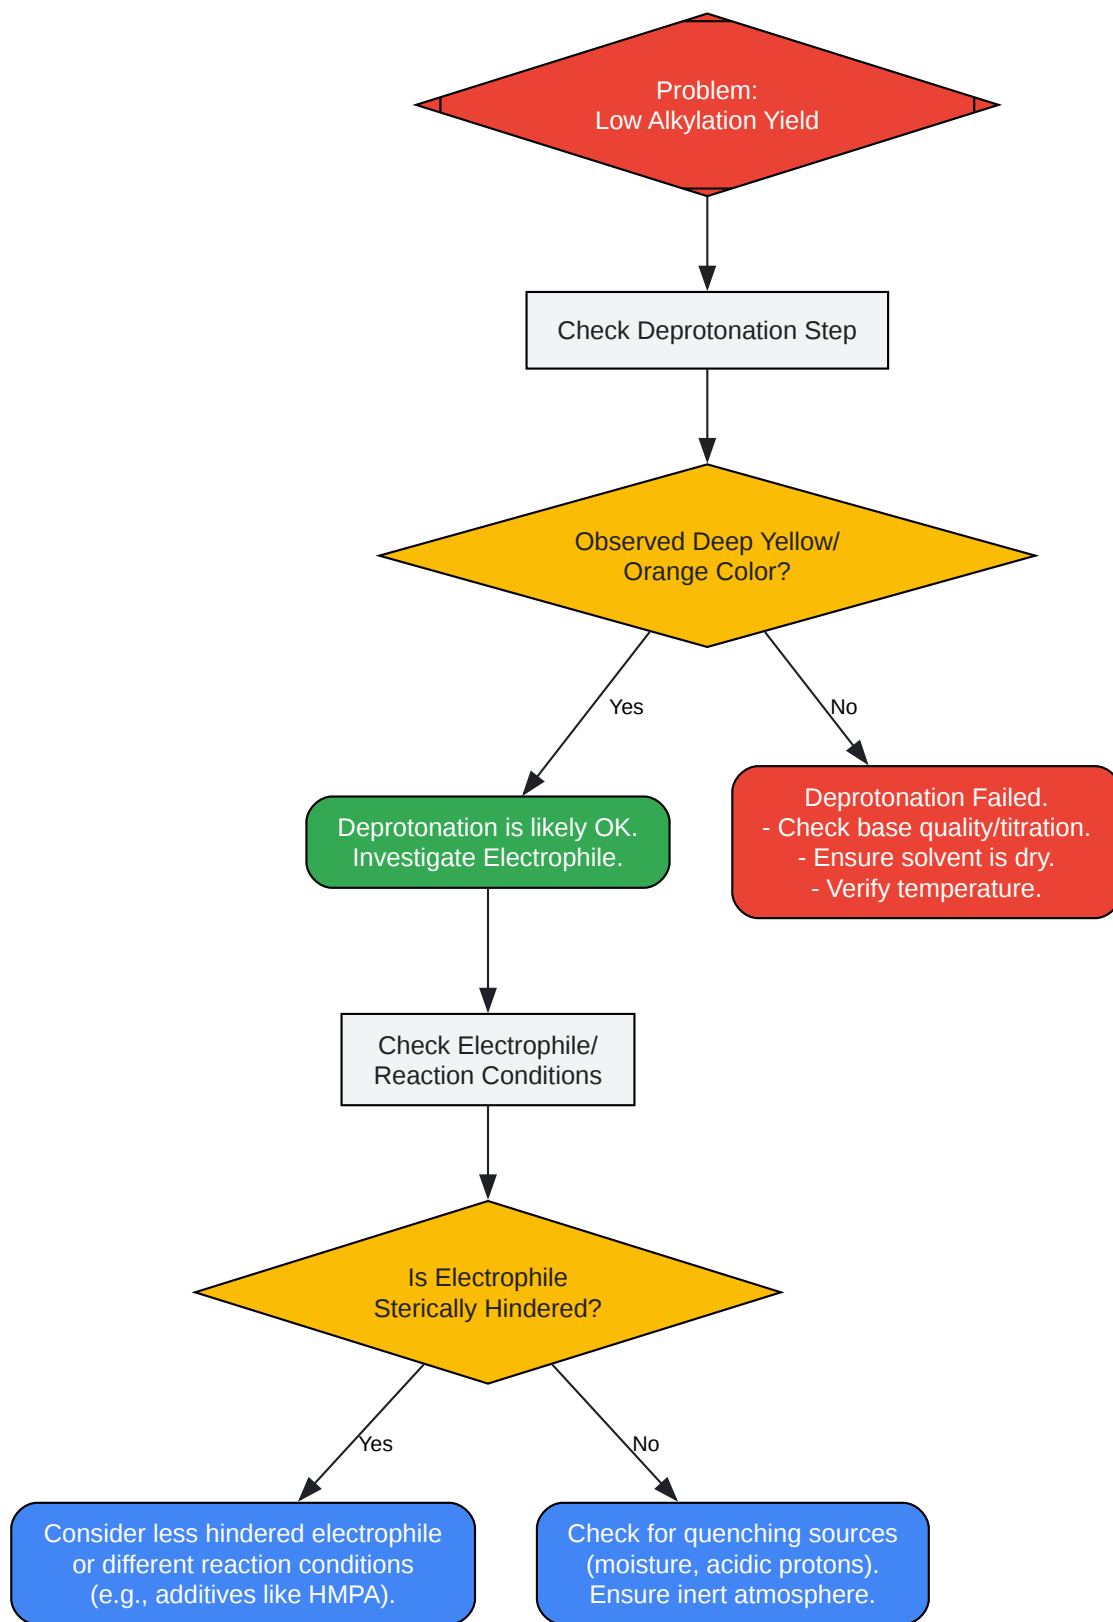 Problem:
Low Alkylation Yield
Check Deprotonation Step
Observed Deep Yellow/
Orange Color?
Yes
No
Deprotonation is likely OK.
Investigate Electrophile.
Deprotonation Failed.
- Check base quality/titration.
- Ensure solvent is dry.
- Verify temperature.
Check Electrophile/
Reaction Conditions
Is Electrophile
Sterically Hindered?
Yes
No
Consider less hindered electrophile
or different reaction conditions
(e.g., additives like HMPA).
Check for quenching sources
(moisture, acidic protons).
Ensure inert atmosphere.